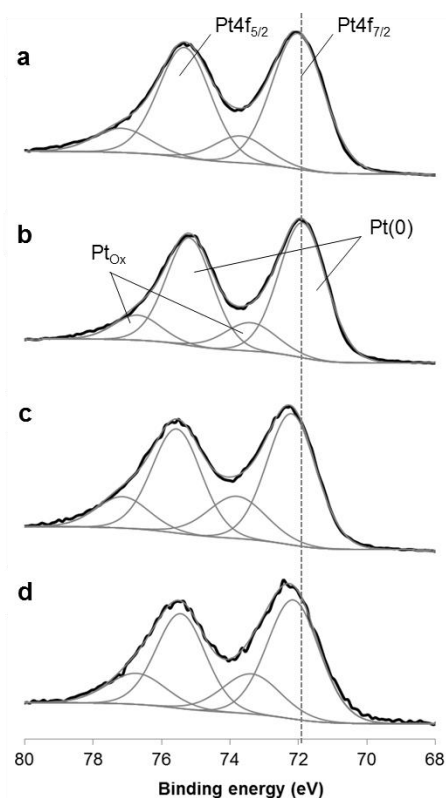 a
Pt4f5/2
Pt4f7/2
b
PtOx
Pt(0)
c
d
80 78 76 74 72 70 68
Binding energy (eV)